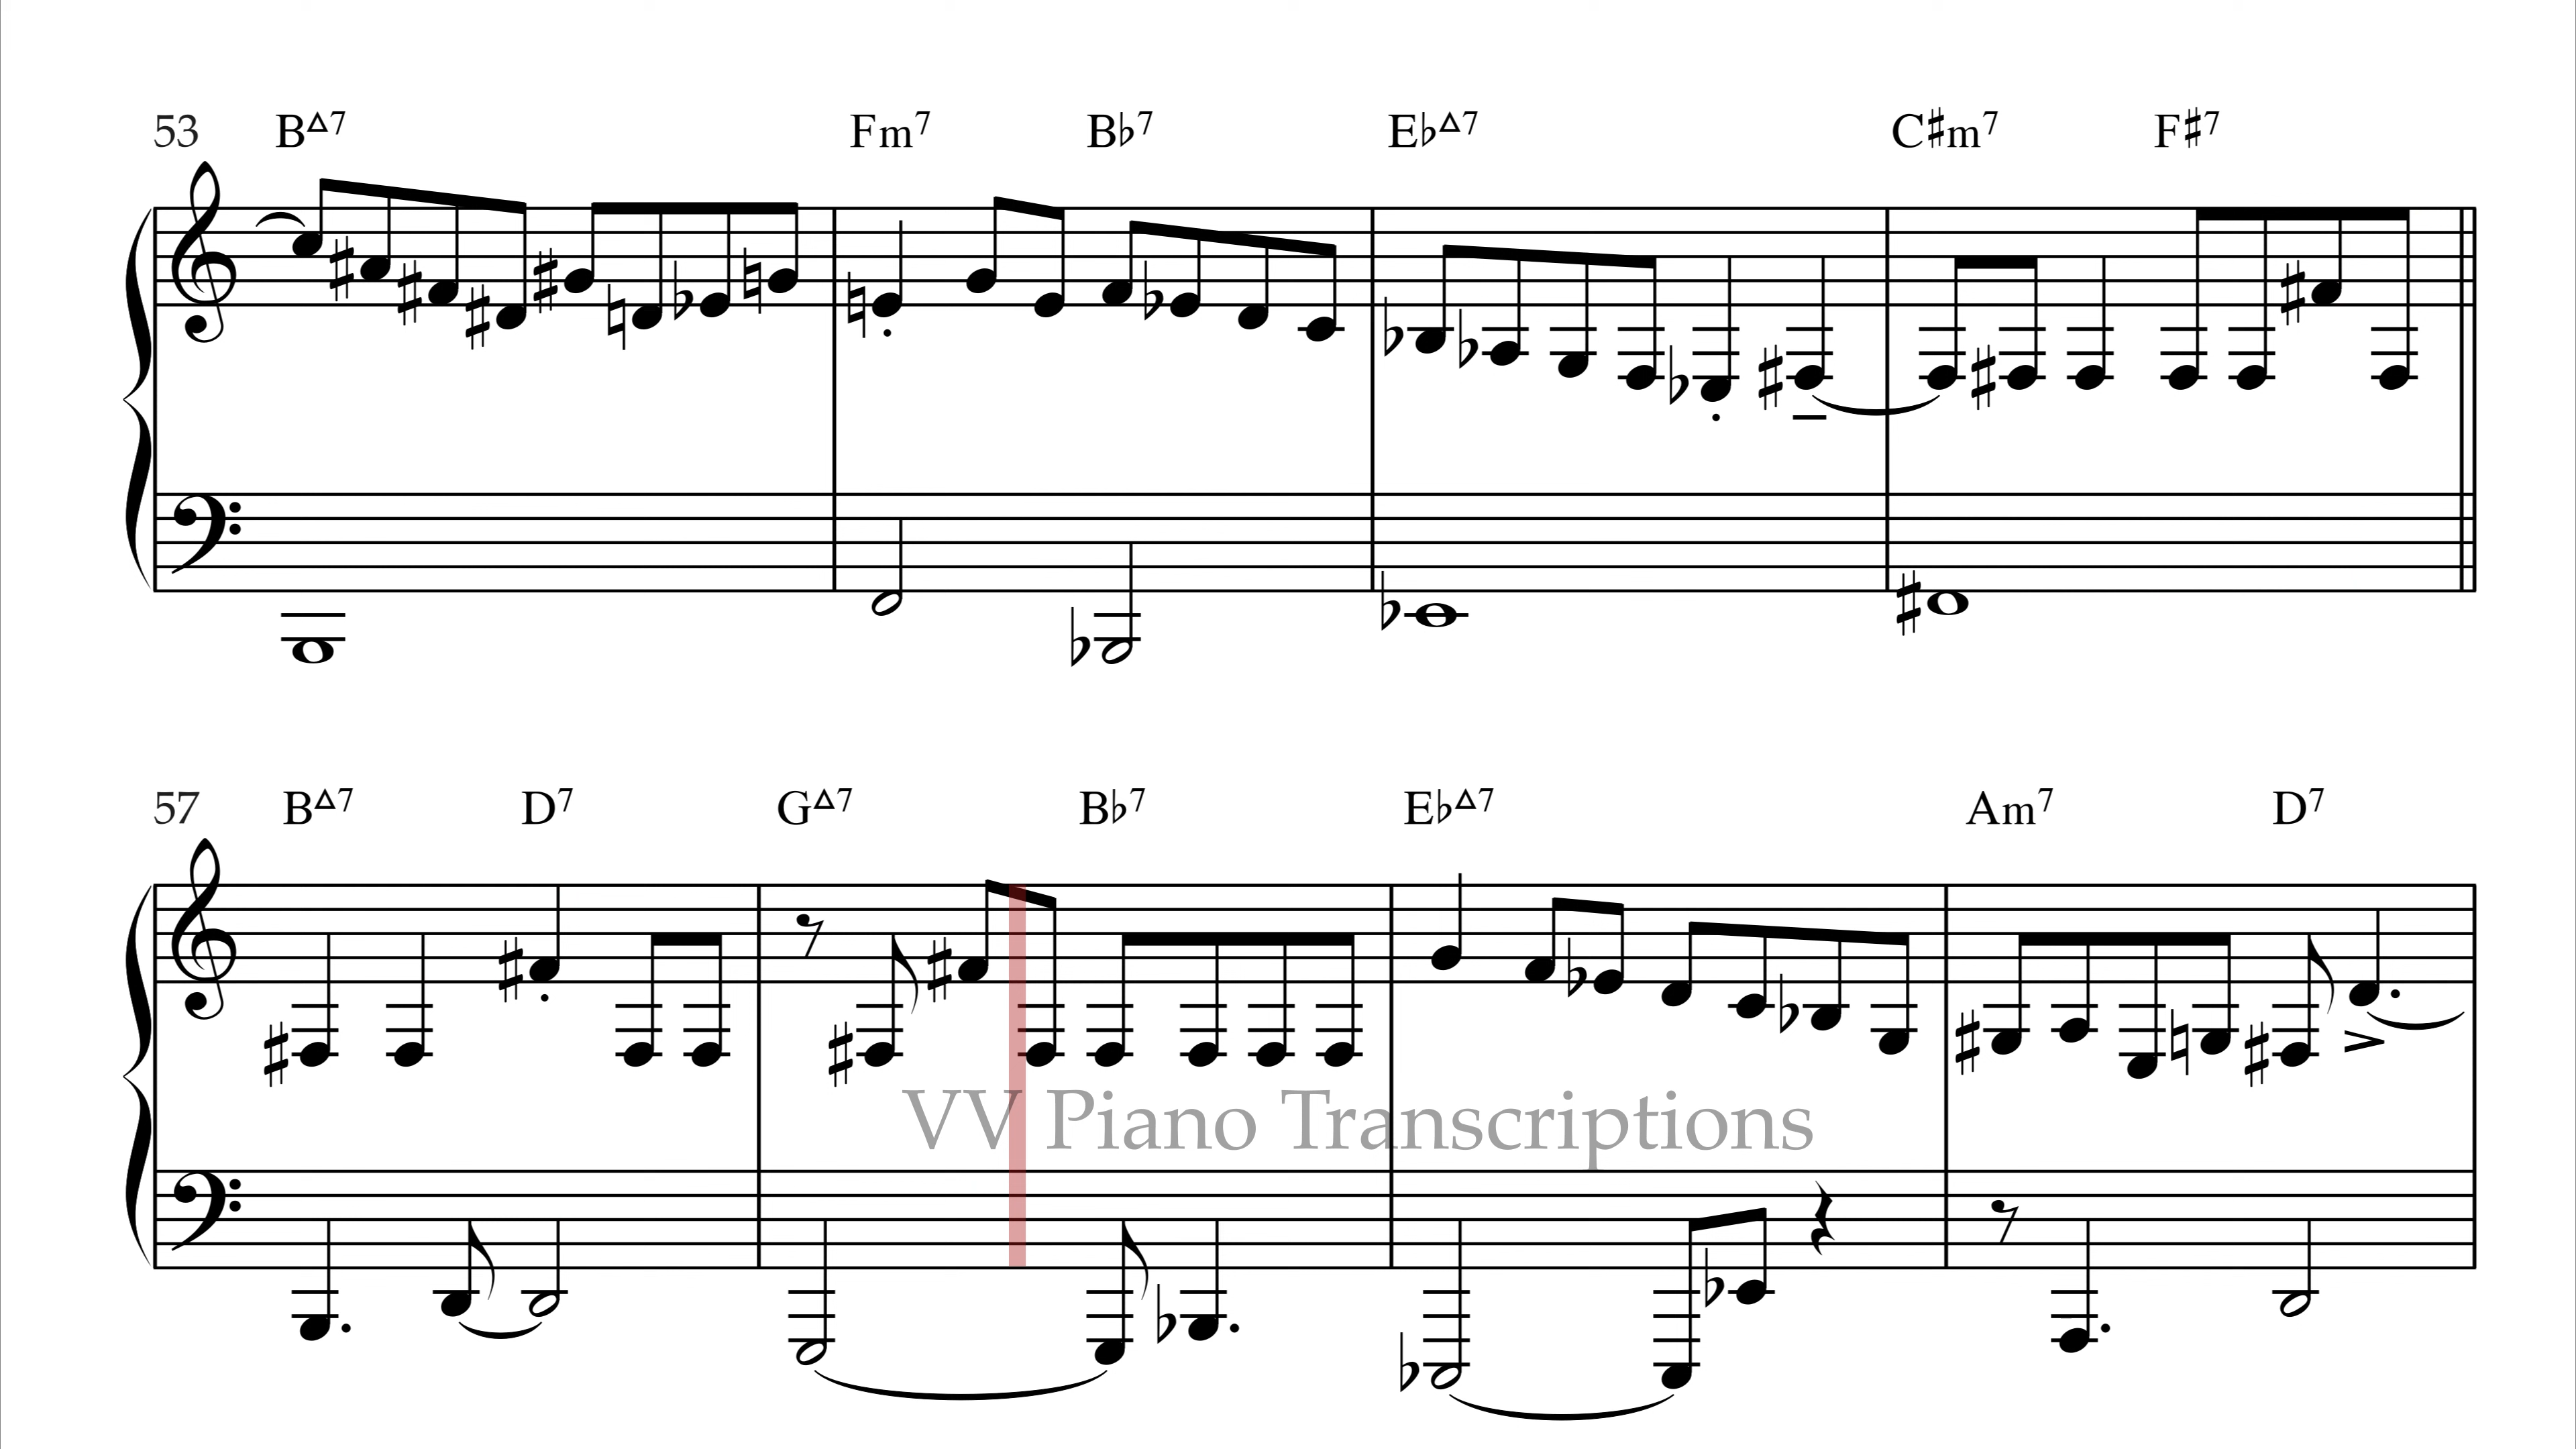 53 B△7 Fm7 B♭7 E♭△7 C♯m7 F♯7
57 B△7 D7 G△7 B♭7 E♭△7 Am7 D7
VV Piano Transcriptions